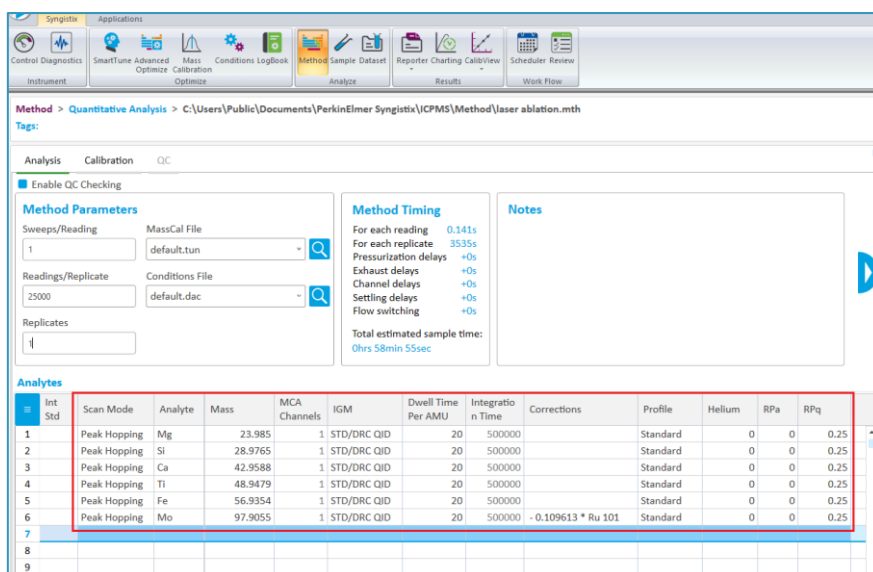 Syngistix Applications
Control Diagnostics SmartTune Advanced Optimize Mass Calibration Conditions LogBook Method Sample Dataset Reporter Charting CalibView Scheduler Review
Instrument Optimize Analyze Results Work Flow
Method > Quantitative Analysis > C:\Users\Public\Documents\PerkinElmer Syngistix\ICPMS\Method\laser ablation.mth
Tags:
Analysis Calibration QC
Enable QC Checking
Method Parameters Method Timing Notes
Sweeps/Reading MassCal File For each reading 0.141s
1 default.tun For each replicate 3535s
Pressurization delays +0s
Readings/Replicate Conditions File Exhaust delays +0s
Channel delays +0s
25000 default.dac Settling delays +0s
Flow switching +0s
Replicates
1 Total estimated sample time:
0hrs 58min 55sec
Analytes
Int Std Scan Mode Analyte Mass MCA Channels IGM Dwell Time Per AMU Integratio n Time Corrections Profile Helium RPa RPq
1 Peak Hopping Mg 23.985 1 STD/DRC QID 20 500000 Standard 0 0 0.25
2 Peak Hopping Si 28.9765 1 STD/DRC QID 20 500000 Standard 0 0 0.25
3 Peak Hopping Ca 42.9588 1 STD/DRC QID 20 500000 Standard 0 0 0.25
4 Peak Hopping Ti 48.9479 1 STD/DRC QID 20 500000 Standard 0 0 0.25
5 Peak Hopping Fe 56.9354 1 STD/DRC QID 20 500000 Standard 0 0 0.25
6 Peak Hopping Mo 97.9055 1 STD/DRC QID 20 500000 - 0.109613 * Ru 101 Standard 0 0 0.25
7
8
9